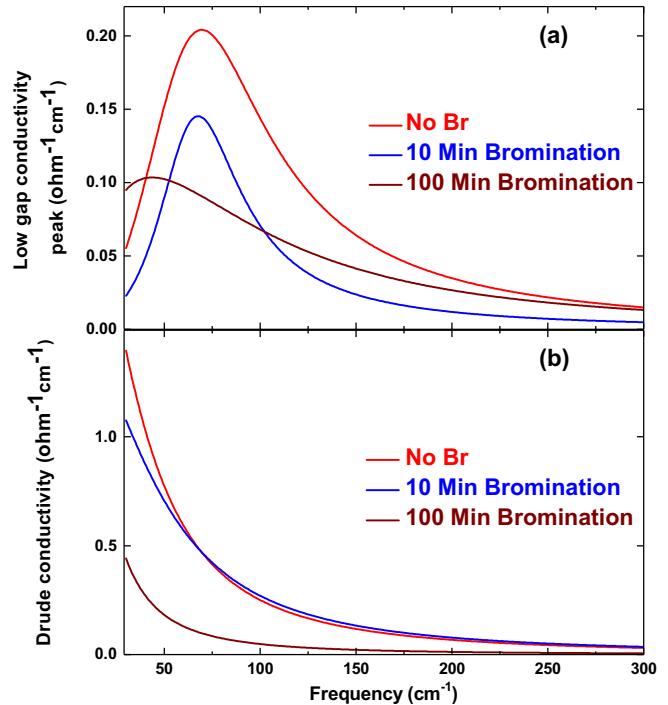 (a)
Low gap conductivity
peak (ohm⁻¹cm⁻¹)
0.20
0.15
0.10
0.05
0.00
No Br
10 Min Bromination
100 Min Bromination
(b)
Drude conductivity (ohm⁻¹cm⁻¹)
1.0
0.5
0.0
No Br
10 Min Bromination
100 Min Bromination
50 100 150 200 250 300
Frequency (cm⁻¹)